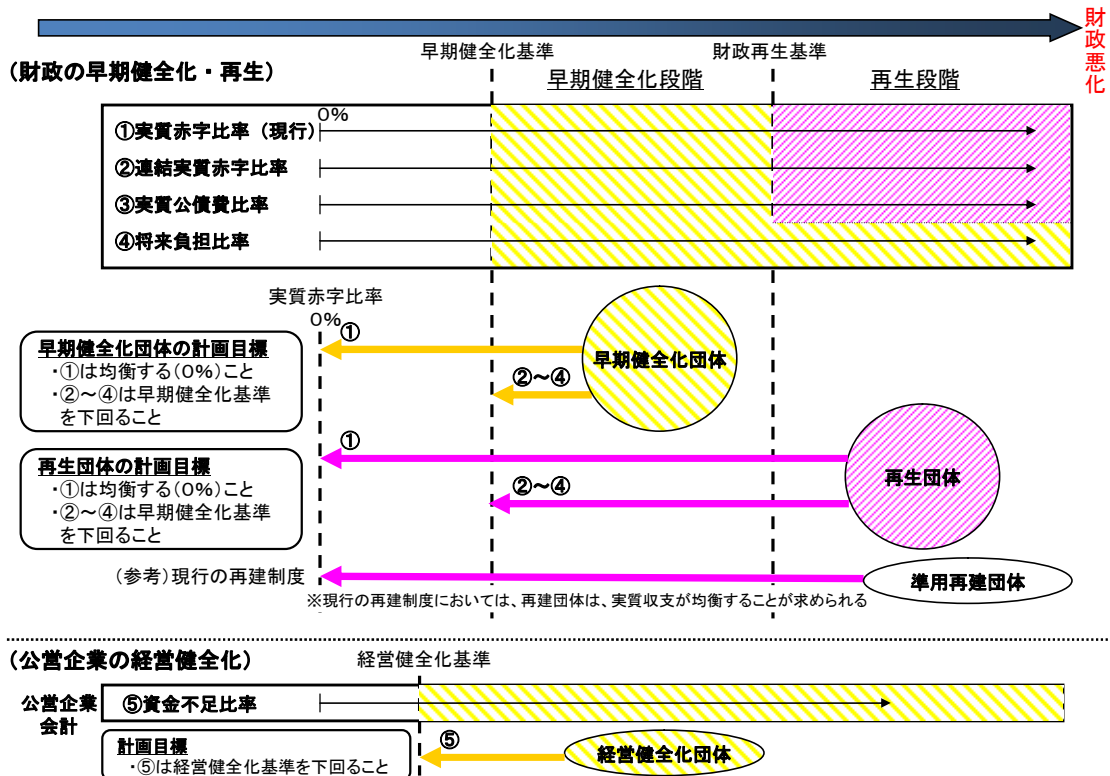 財政悪化
早期健全化基準
財政再生基準
(財政の早期健全化・再生)
早期健全化段階
再生段階
0%
①実質赤字比率(現行)
②連結実質赤字比率
③実質公債費比率
④将来負担比率
実質赤字比率
0%
①
早期健全化団体の計画目標
・①は均衡する(0%)こと
・②〜④は早期健全化基準
を下回ること
早期健全化団体
②〜④
①
再生団体の計画目標
・①は均衡する(0%)こと
・②〜④は早期健全化基準
を下回ること
②〜④
再生団体
(参考)現行の再建制度
準用再建団体
※現行の再建制度においては、再建団体は、実質収支が均衡することが求められる
(公営企業の経営健全化)
経営健全化基準
公営企業
会計
⑤資金不足比率
計画目標
・⑤は経営健全化基準を下回ること
⑤
経営健全化団体